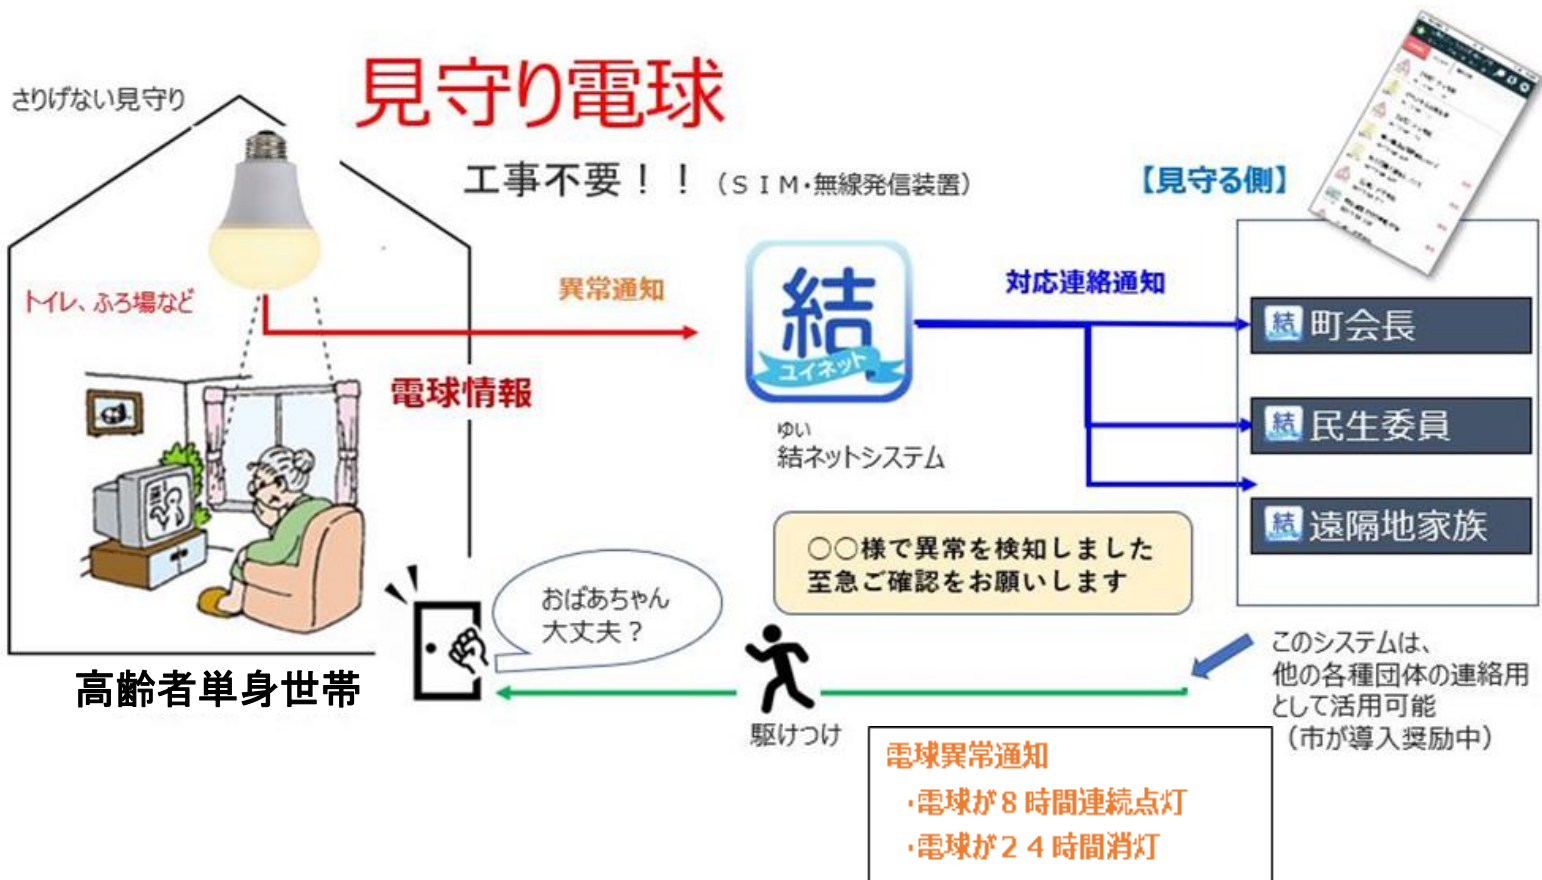 見守り電球
さりげない見守り
工事不要！！（ＳＩＭ・無線発信装置）
【見守る側】
トイレ、ふろ場など
異常通知
対応連絡通知
結
ユイネット
結 町会長
電球情報
結 民生委員
ゆい
結ネットシステム
結 遠隔地家族
○○様で異常を検知しました
至急ご確認をお願いします
おばあちゃん
大丈夫？
高齢者単身世帯
駆けつけ
このシステムは、
他の各種団体の連絡用
として活用可能
（市が導入奨励中）
電球異常通知
・電球が８時間連続点灯
・電球が２４時間消灯